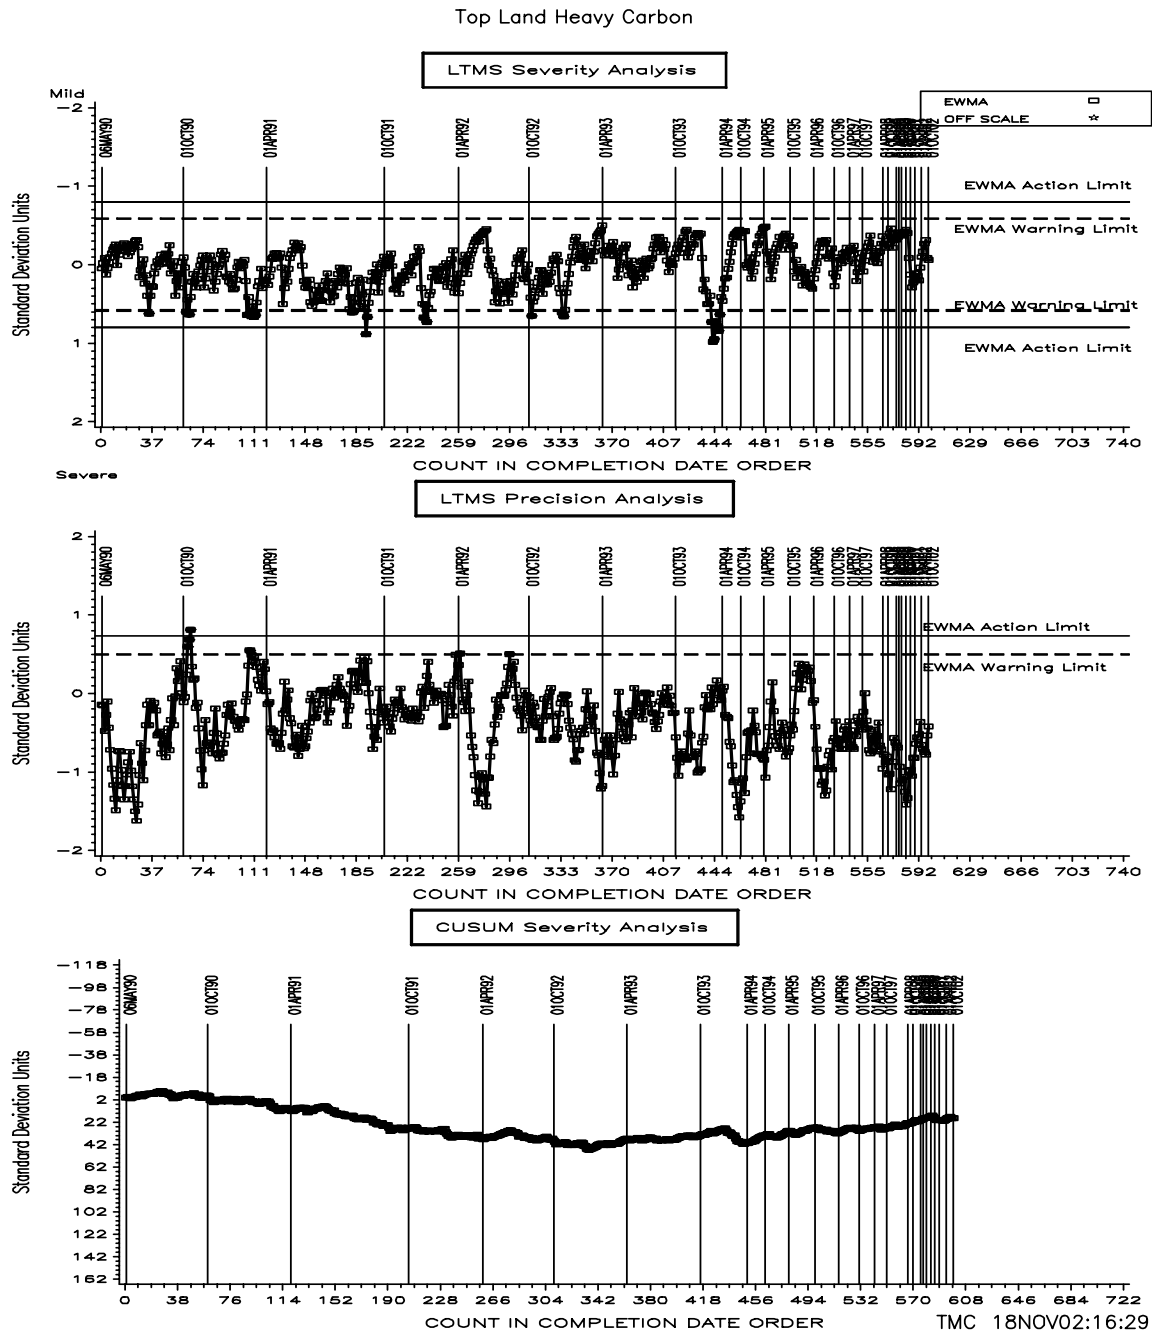 Top Land Heavy Carbon
LTMS Severity Analysis
Mild
EWMA
OFF SCALE
-2
-1
0
1
2
Standard Deviation Units
06MAY90 01OCT90 01APR91 01OCT91 01APR92 01OCT92 01APR93 01OCT93 01APR94 01OCT94 01APR95 01OCT95 01APR96 01OCT96 01APR97 01OCT97 01APR98 01OCT02
EWMA Action Limit
EWMA Warning Limit
EWMA Warning Limit
EWMA Action Limit
0 37 74 111 148 185 222 259 296 333 370 407 444 481 518 555 592 629 666 703 740
COUNT IN COMPLETION DATE ORDER
Severe
LTMS Precision Analysis
2
1
0
-1
-2
Standard Deviation Units
06MAY90 01OCT90 01APR91 01OCT91 01APR92 01OCT92 01APR93 01OCT93 01APR94 01OCT94 01APR95 01OCT95 01APR96 01OCT96 01APR97 01OCT97 01APR98 01OCT02
EWMA Action Limit
EWMA Warning Limit
0 37 74 111 148 185 222 259 296 333 370 407 444 481 518 555 592 629 666 703 740
COUNT IN COMPLETION DATE ORDER
CUSUM Severity Analysis
-118
-98
-78
-58
-38
-18
2
22
42
62
82
102
122
142
162
Standard Deviation Units
06MAY90 01OCT90 01APR91 01OCT91 01APR92 01OCT92 01APR93 01OCT93 01APR94 01OCT94 01APR95 01OCT95 01APR96 01OCT96 01APR97 01OCT97 01APR98 01OCT02
0 38 76 114 152 190 228 266 304 342 380 418 456 494 532 570 608 646 684 722
COUNT IN COMPLETION DATE ORDER
TMC 18NOV02:16:29